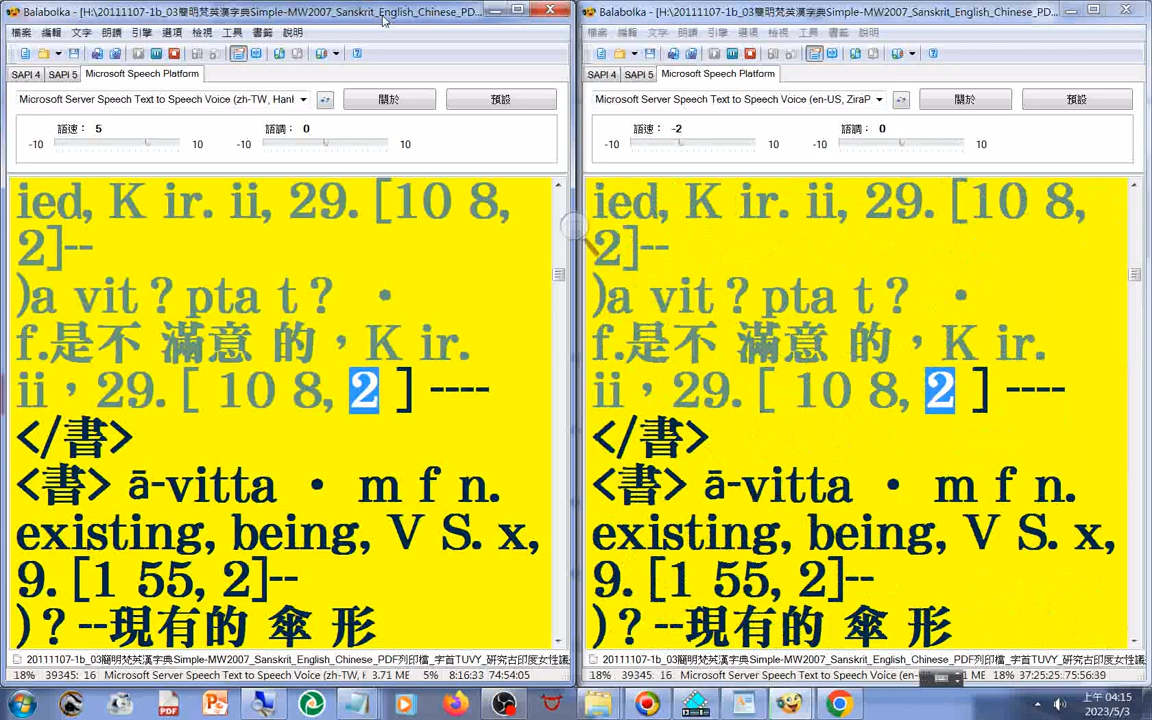 Balabolka - [H:\20111107-1b_03簡明梵英漢字典Simple-MW2007_Sanskrit_English_Chinese_PD...
檔案 編輯 文字 朗讀 引擎 選項 檢視 工具 書籤 說明
SAPI 4 SAPI 5 Microsoft Speech Platform
Microsoft Server Speech Text to Speech Voice (zh-TW, Hanl
關於 預設
語速： 5 語調： 0
-10 10 -10 10
ied, K ir. ii, 29. [10 8,
2]--
)a vit？pta t？ •
f.是不 滿意 的，K ir.
ii，29. [ 10 8, 2 ] ----
</書>
<書> ā-vitta • m f n.
existing, being, V S. x,
9. [1 55, 2]--
)？--現有的 傘 形
20111107-1b_03簡明梵英漢字典Simple-MW2007_Sanskrit_English_Chinese_PDF列印檔_字首TUVY_研究古印度女性議
18% 39345: 16 Microsoft Server Speech Text to Speech Voice (zh-TW, 3.71 MB 5% 8:16:33 74:54:05
Balabolka - [H:\20111107-1b_03簡明梵英漢字典Simple-MW2007_Sanskrit_English_Chinese_PD...
檔案 編輯 文字 朗讀 引擎 選項 檢視 工具 書籤 說明
SAPI 4 SAPI 5 Microsoft Speech Platform
Microsoft Server Speech Text to Speech Voice (en-US, ZiraP
關於 預設
語速： -2 語調： 0
-10 10 -10 10
ied, K ir. ii, 29. [10 8,
2]--
)a vit？pta t？ •
f.是不 滿意 的，K ir.
ii，29. [ 10 8, 2 ] ----
</書>
<書> ā-vitta • m f n.
existing, being, V S. x,
9. [1 55, 2]--
)？--現有的 傘 形
20111107-1b_03簡明梵英漢字典Simple-MW2007_Sanskrit_English_Chinese_PDF列印檔_字首TUVY_研究古印度女性議
18% 39345: 16 Microsoft Server Speech Text to Speech Voice (en- 18% 37:25:25:75:56:39
PDF
上午 04:15
2023/5/3